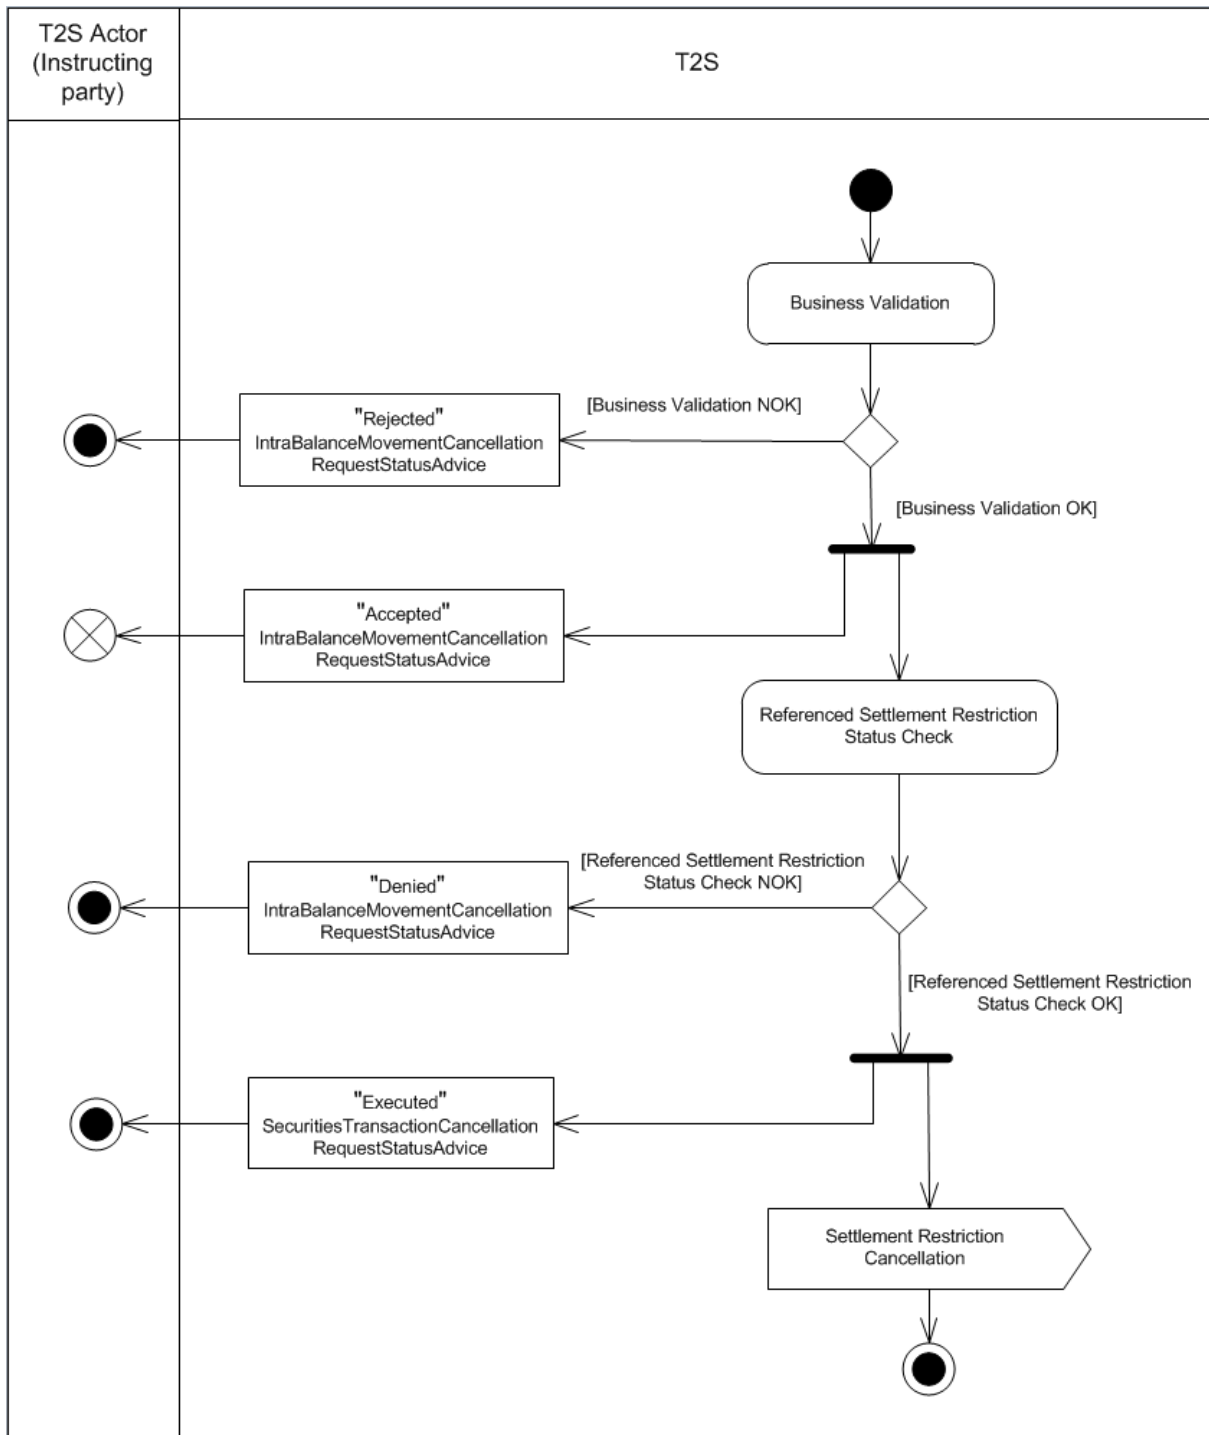 T2S Actor
(Instructing
party)
T2S
Business Validation
[Business Validation NOK]
"Rejected"
IntraBalanceMovementCancellation
RequestStatusAdvice
[Business Validation OK]
"Accepted"
IntraBalanceMovementCancellation
RequestStatusAdvice
Referenced Settlement Restriction
Status Check
[Referenced Settlement Restriction
Status Check NOK]
"Denied"
IntraBalanceMovementCancellation
RequestStatusAdvice
[Referenced Settlement Restriction
Status Check OK]
"Executed"
SecuritiesTransactionCancellation
RequestStatusAdvice
Settlement Restriction
Cancellation